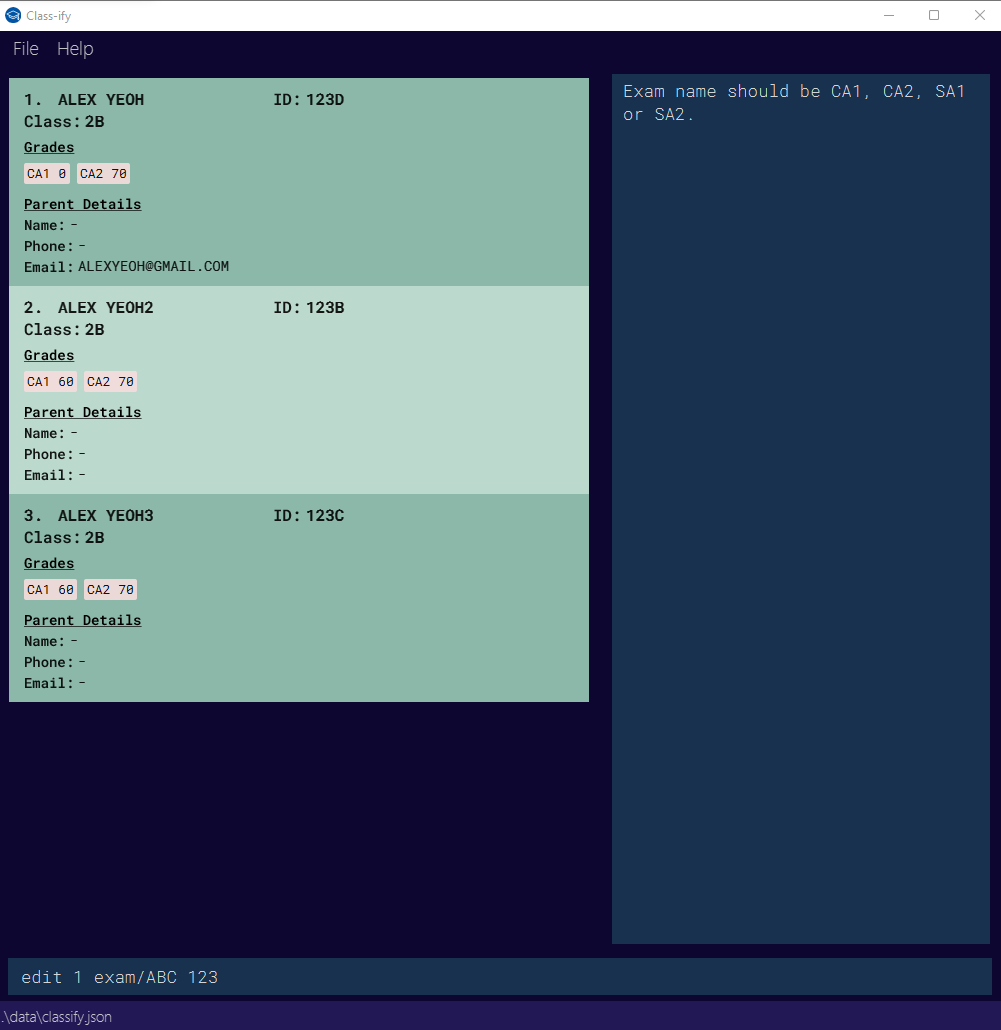 Class-ify
File Help
1. ALEX YEOH ID: 123D
Class: 2B
Grades
CA1 0 CA2 70
Parent Details
Name: -
Phone: -
Email: ALEXYEOH@GMAIL.COM
2. ALEX YEOH2 ID: 123B
Class: 2B
Grades
CA1 60 CA2 70
Parent Details
Name: -
Phone: -
Email: -
3. ALEX YEOH3 ID: 123C
Class: 2B
Grades
CA1 60 CA2 70
Parent Details
Name: -
Phone: -
Email: -
Exam name should be CA1, CA2, SA1
or SA2.
edit 1 exam/ABC 123
.\data\classify.json